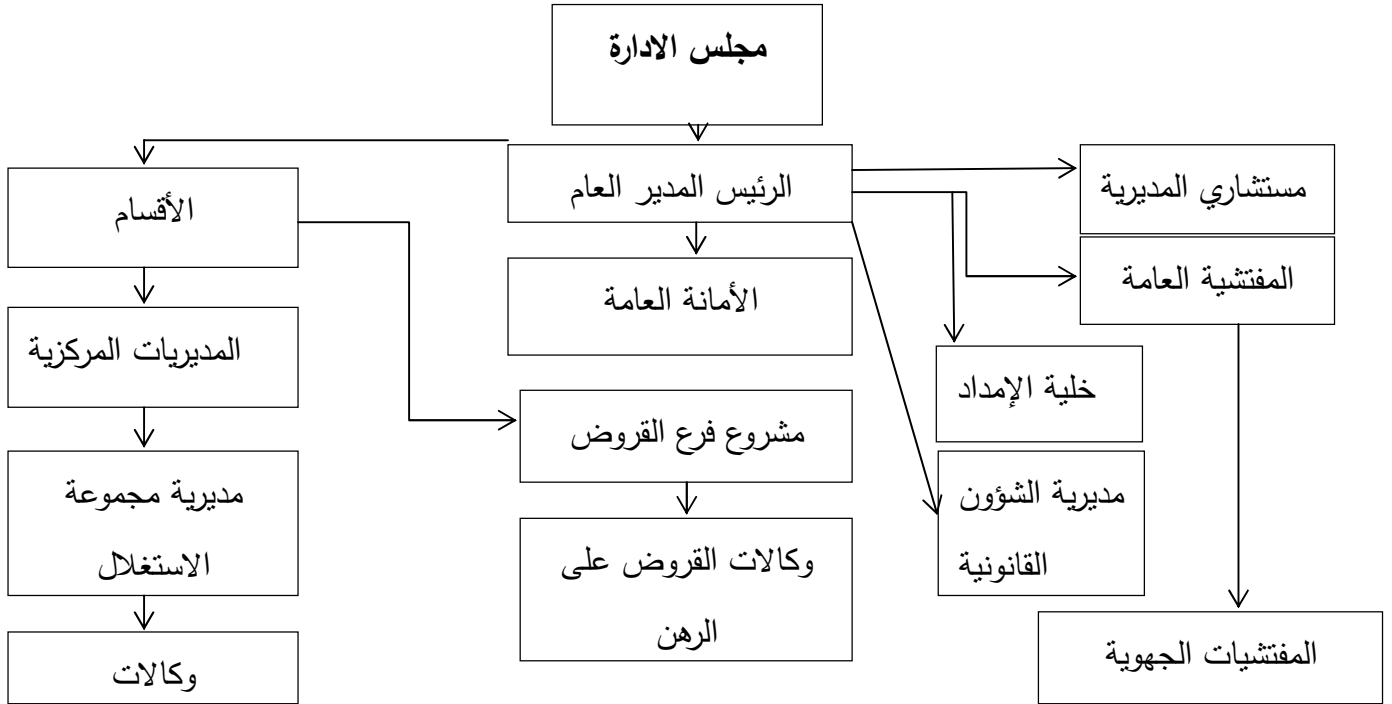 مجلس الادارة
الرئيس المدير العام
مستشاري المديرية
الأقسام
المفتشية العامة
الأمانة العامة
المديريات المركزية
خلية الإمداد
مشروع فرع القروض
مديرية مجموعة
الاستغلال
مديرية الشؤون
القانونية
وكالات القروض على
الرهن
المفتشيات الجهوية
وكالات